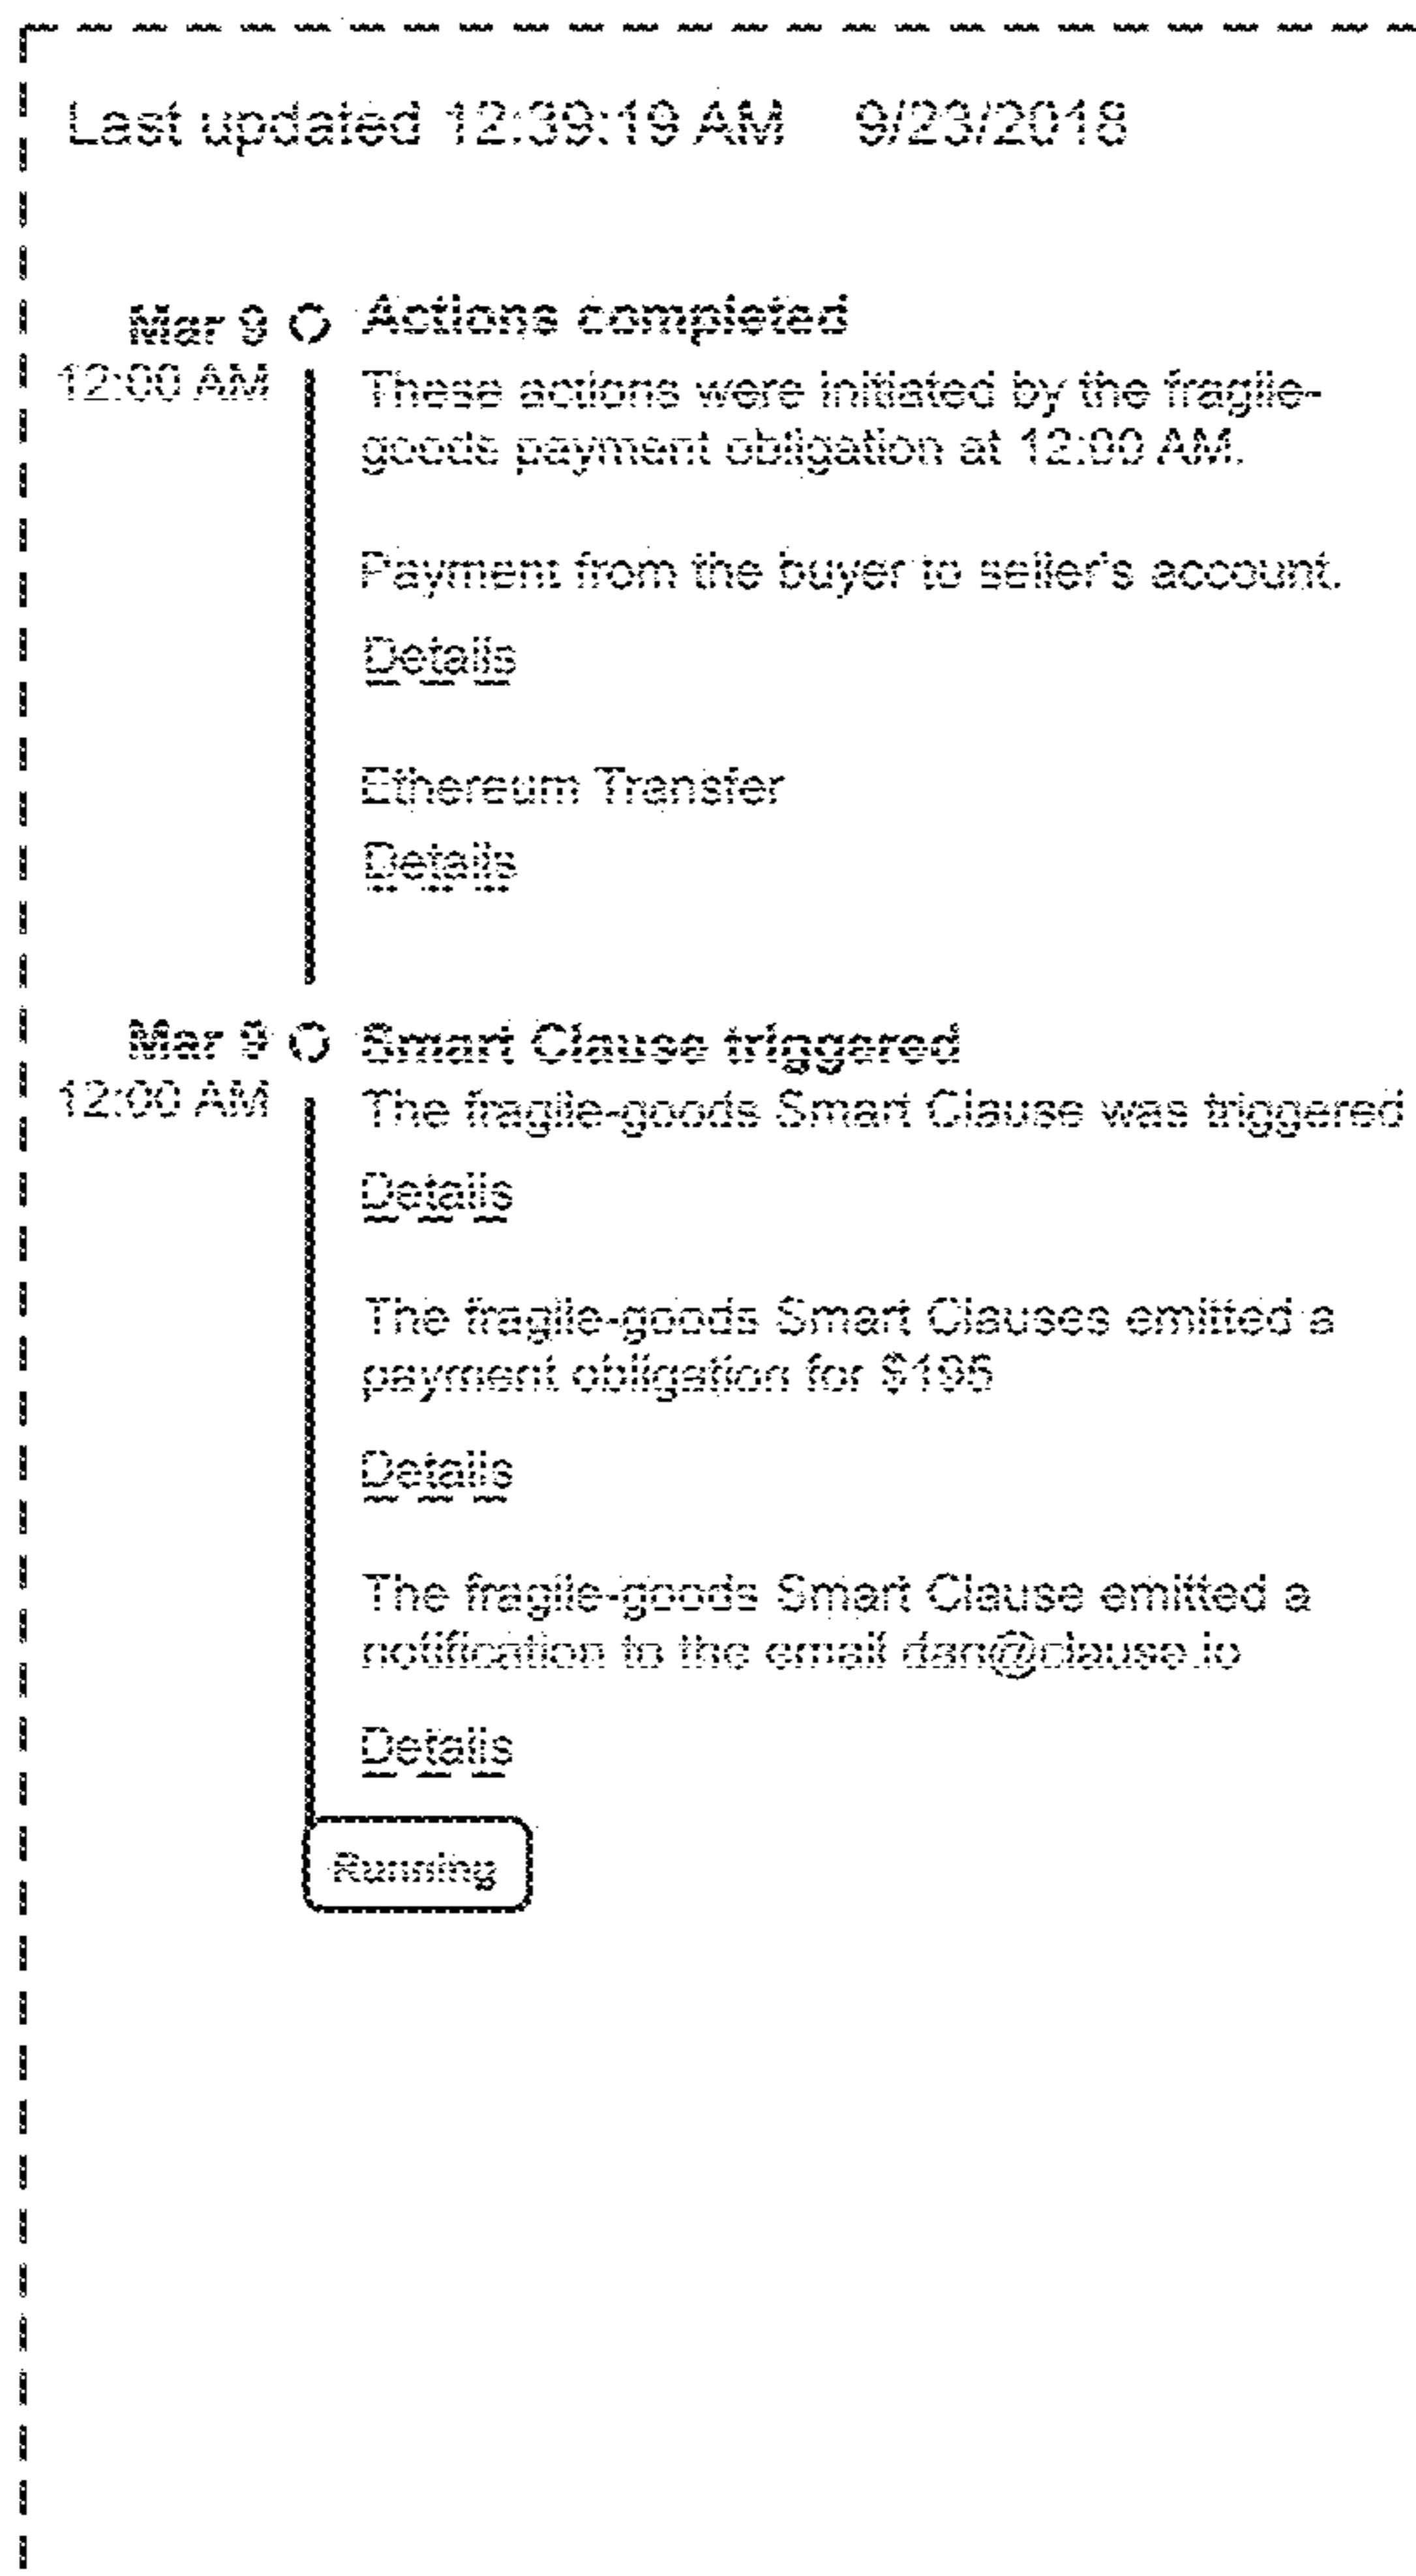 Last updated 12:39:19 AM 9/23/2018
Mar 9 Actions completed
12:00 AM These actions were initiated by the fragile-
goods payment obligation at 12:00 AM.
Payment from the buyer to seller's account.
Details
Ethereum Transfer
Details
Mar 9 Smart Clause triggered
12:00 AM The fragile-goods Smart Clause was triggered
Details
The fragile-goods Smart Clauses emitted a
payment obligation for $195
Details
The fragile-goods Smart Clause emitted a
notification to the email dan@clause.io
Details
Running